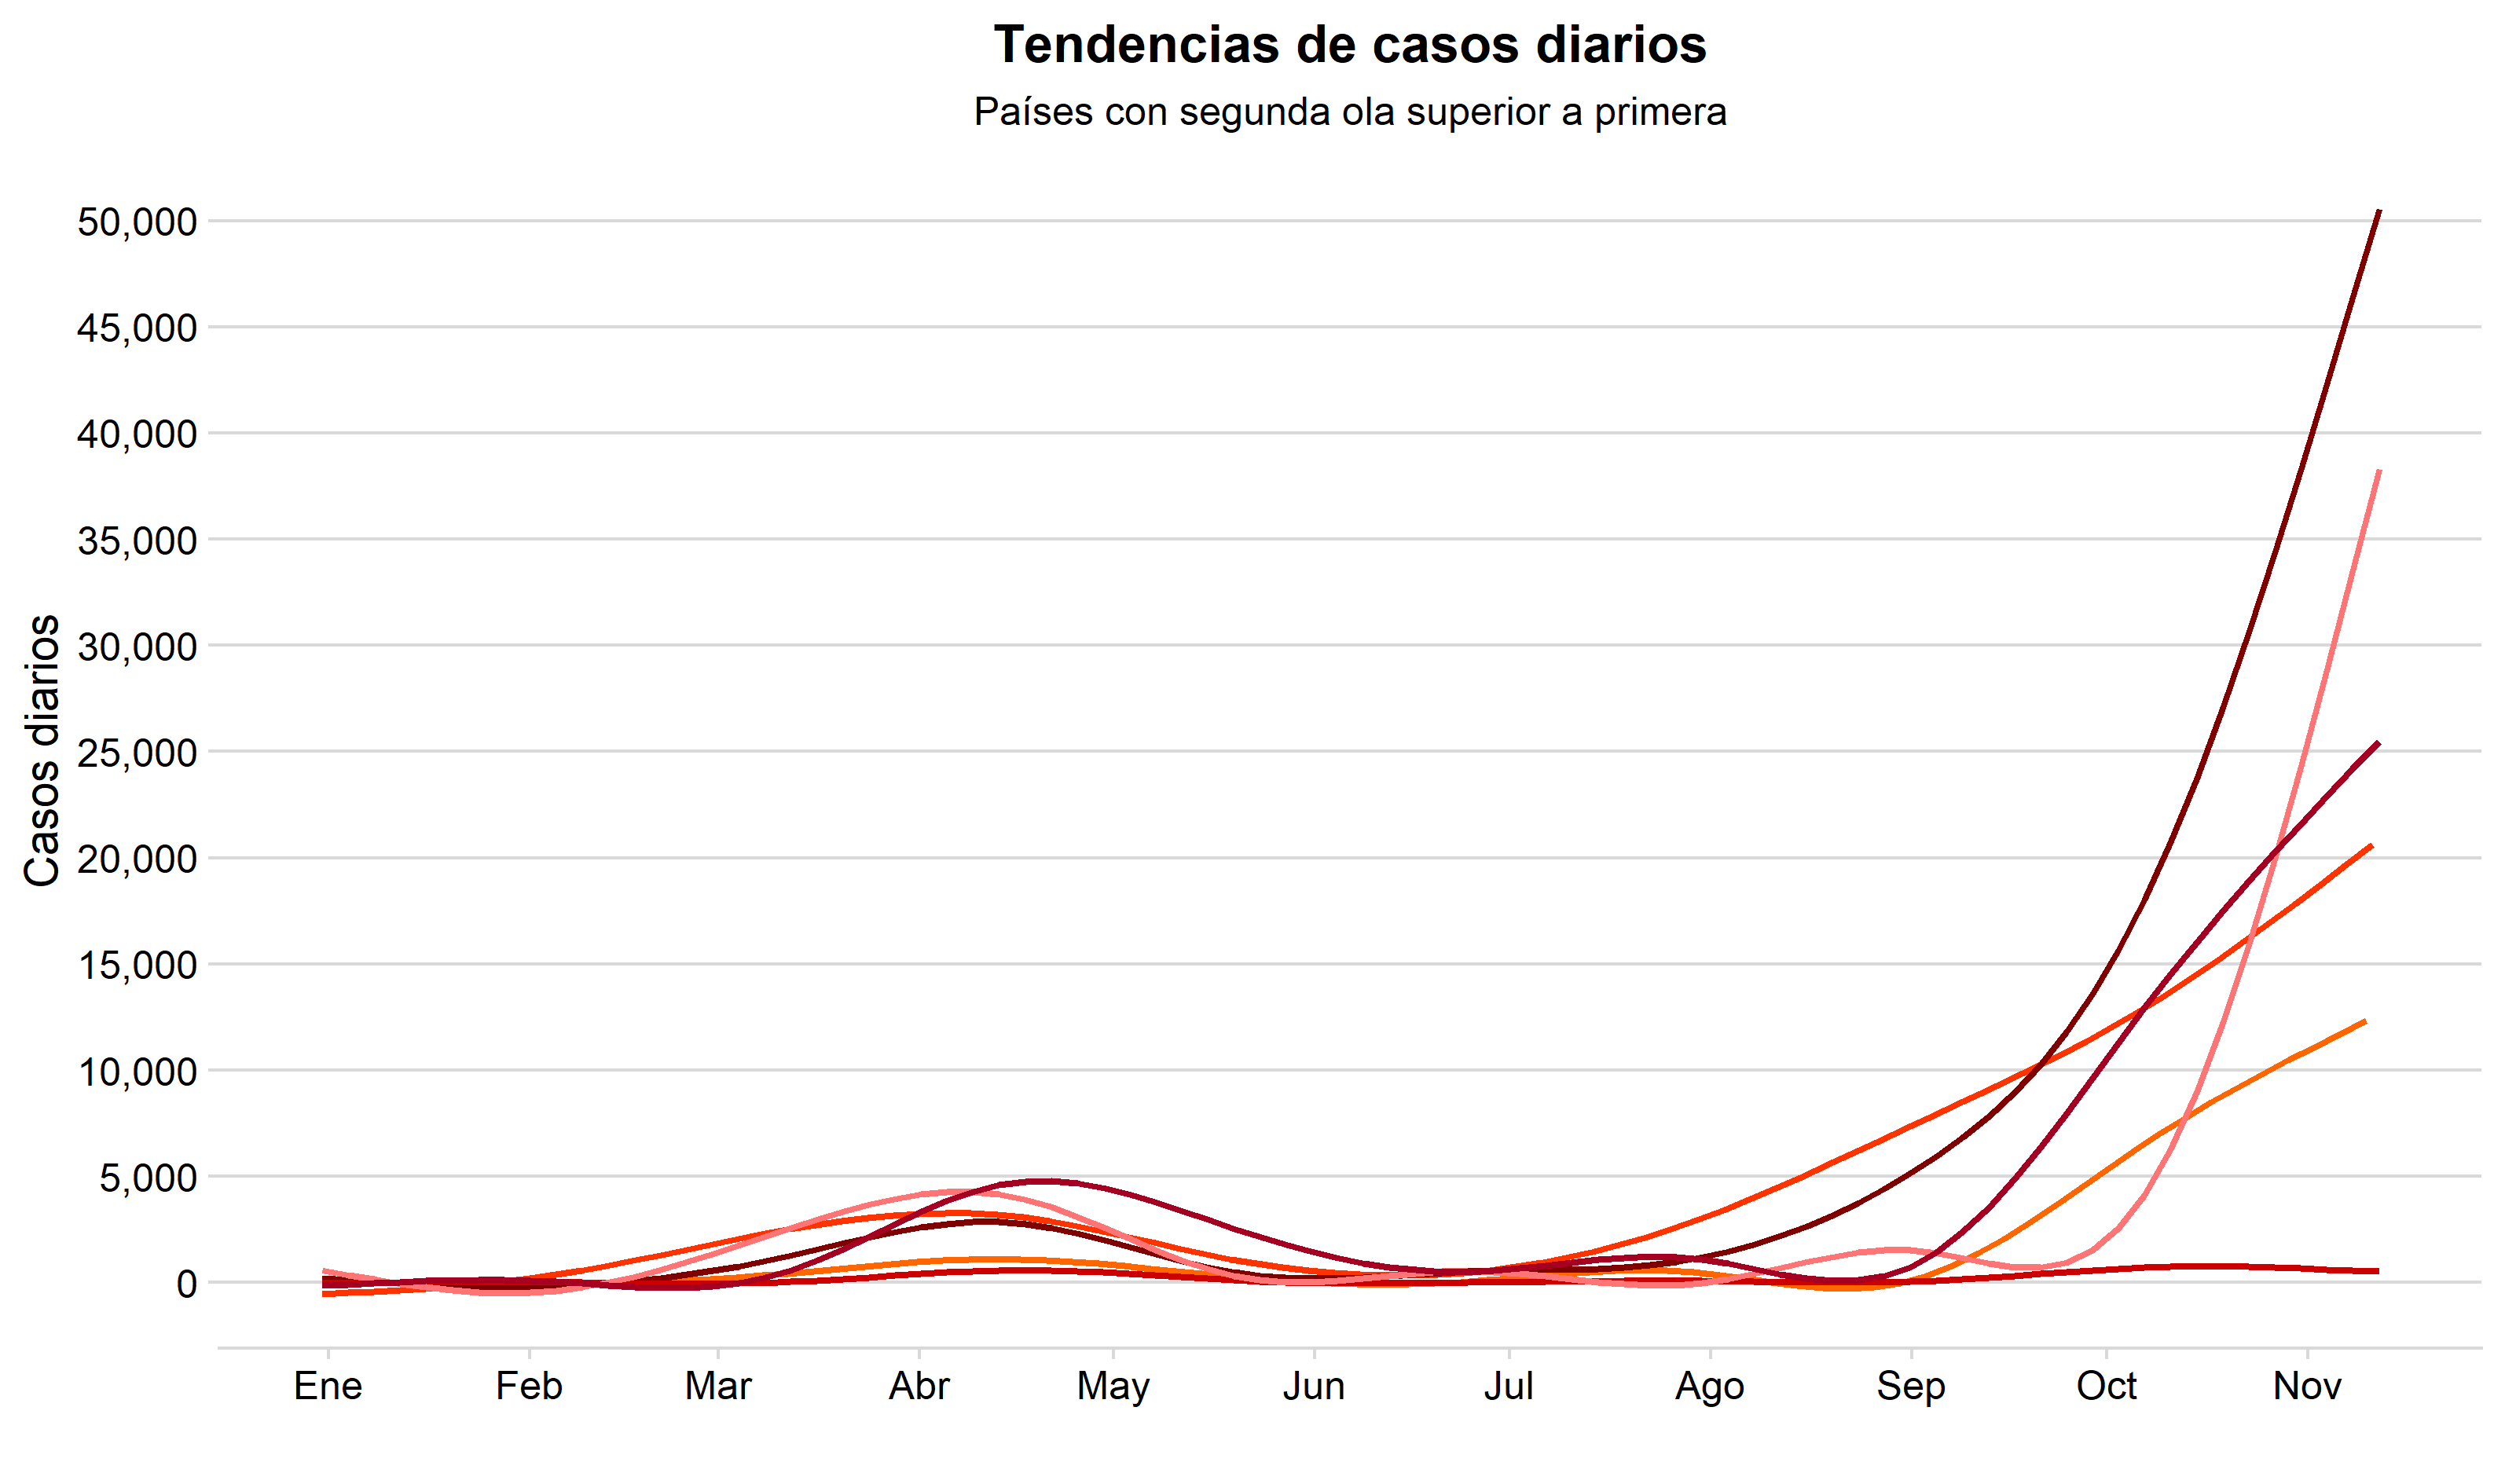 Tendencias de casos diarios
Países con segunda ola superior a primera
Casos diarios
50,000
45,000
40,000
35,000
30,000
25,000
20,000
15,000
10,000
5,000
0
Ene Feb Mar Abr May Jun Jul Ago Sep Oct Nov